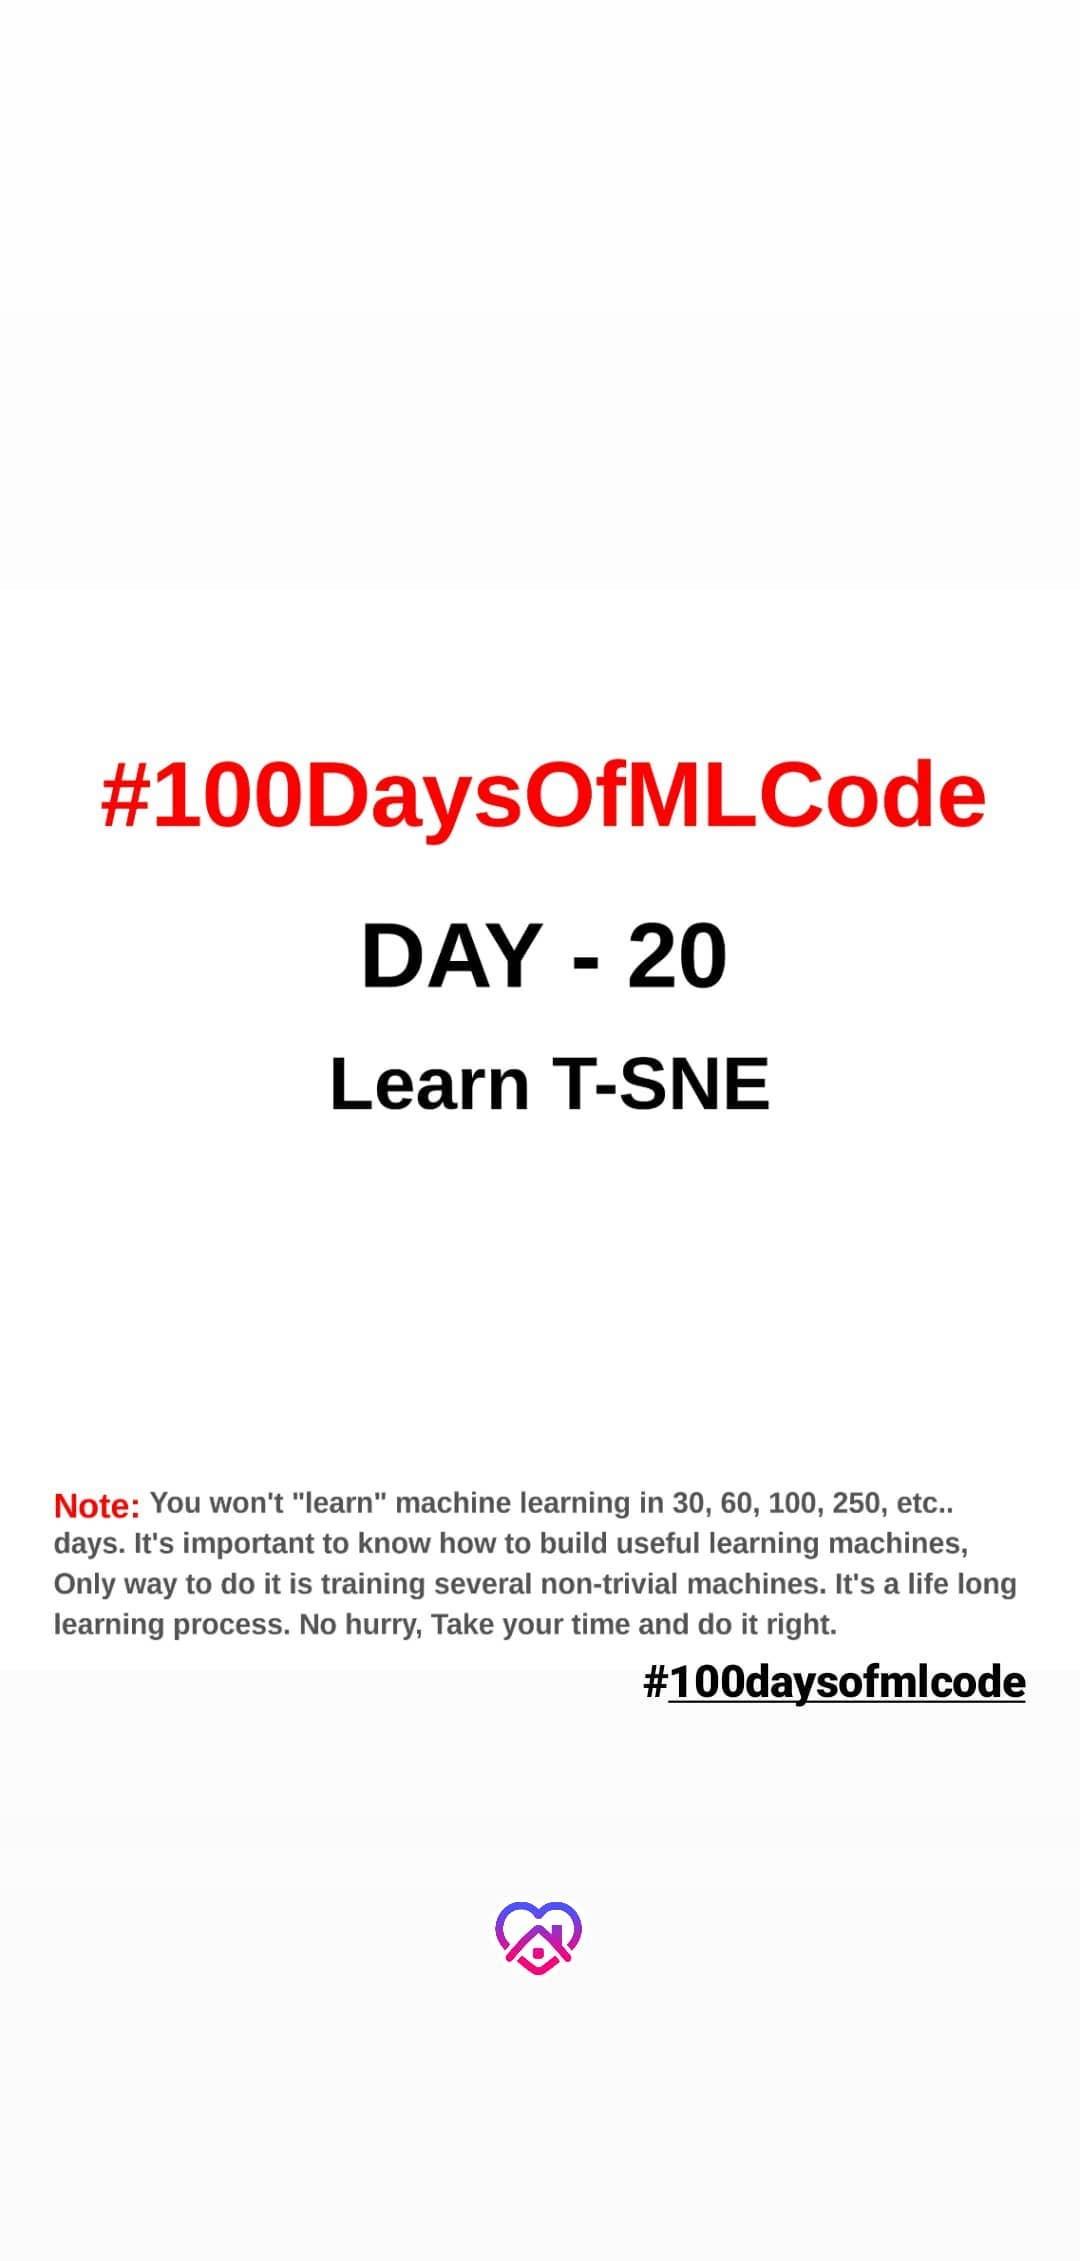 #100DaysOfMLCode
DAY - 20
Learn T-SNE
Note: You won't "learn" machine learning in 30, 60, 100, 250, etc..
days. It's important to know how to build useful learning machines,
Only way to do it is training several non-trivial machines. It's a life long
learning process. No hurry, Take your time and do it right.
#100daysofmlcode